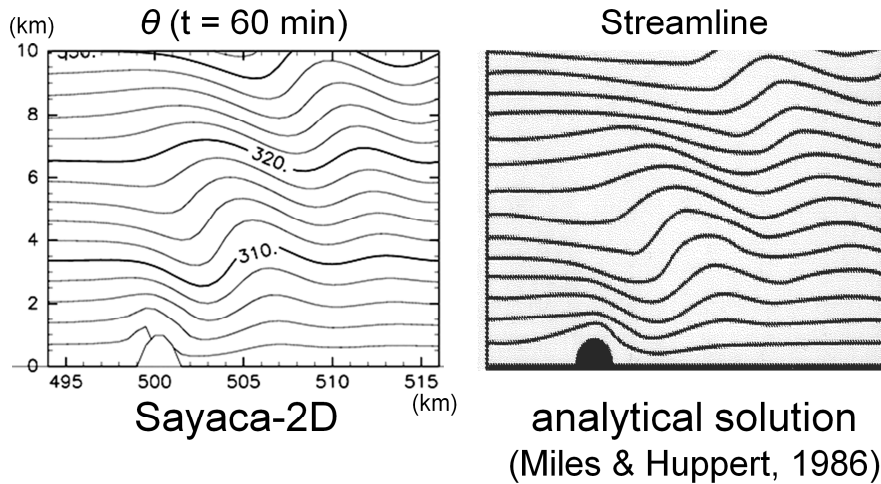 (km)
θ (t = 60 min)
Streamline
10
8
6
4
2
0
330.
320.
310.
495
500
505
510
515
(km)
Sayaca-2D
analytical solution
(Miles & Huppert, 1986)